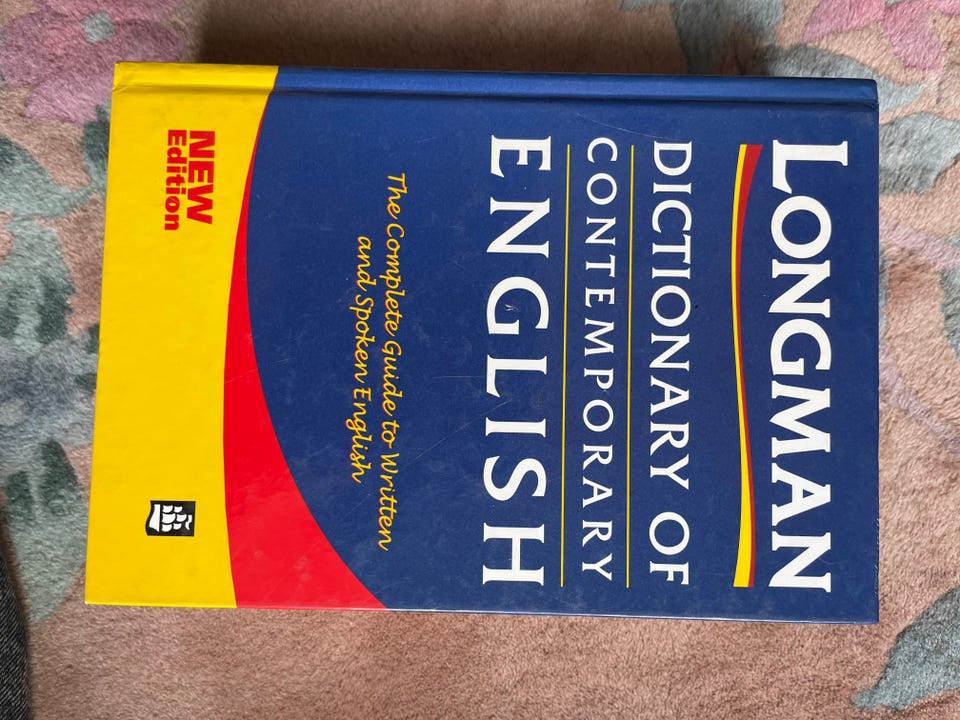 LONGMAN
DICTIONARY OF
CONTEMPORARY
ENGLISH
The Complete Guide to Written
and Spoken English
NEW
Edition